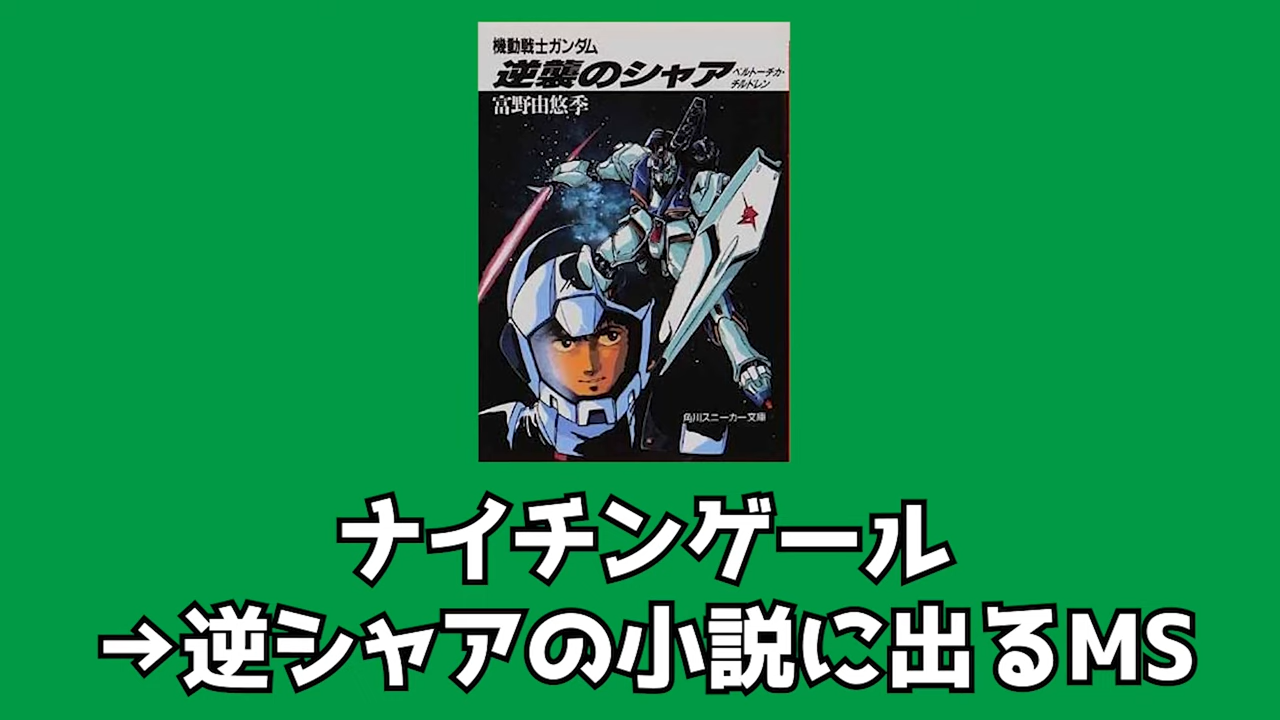 機動戦士ガンダム
逆襲のシャア
ベルトーチカ・
チルドレン
富野由悠季
角川スニーカー文庫
ナイチンゲール
→逆シャアの小説に出るMS